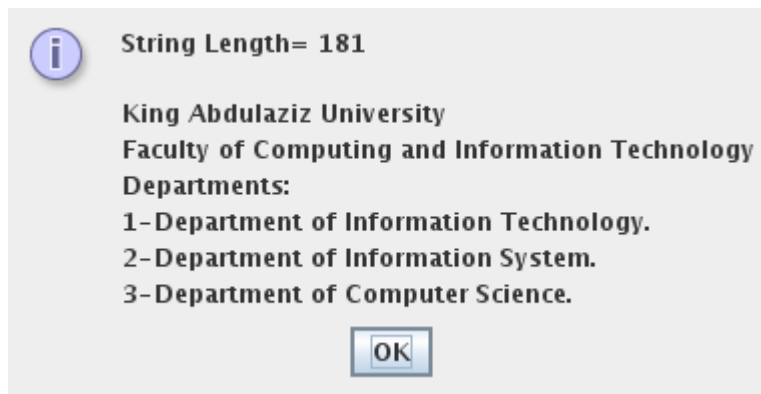 String Length= 181
King Abdulaziz University
Faculty of Computing and Information Technology
Departments:
1-Department of Information Technology.
2-Department of Information System.
3-Department of Computer Science.
OK